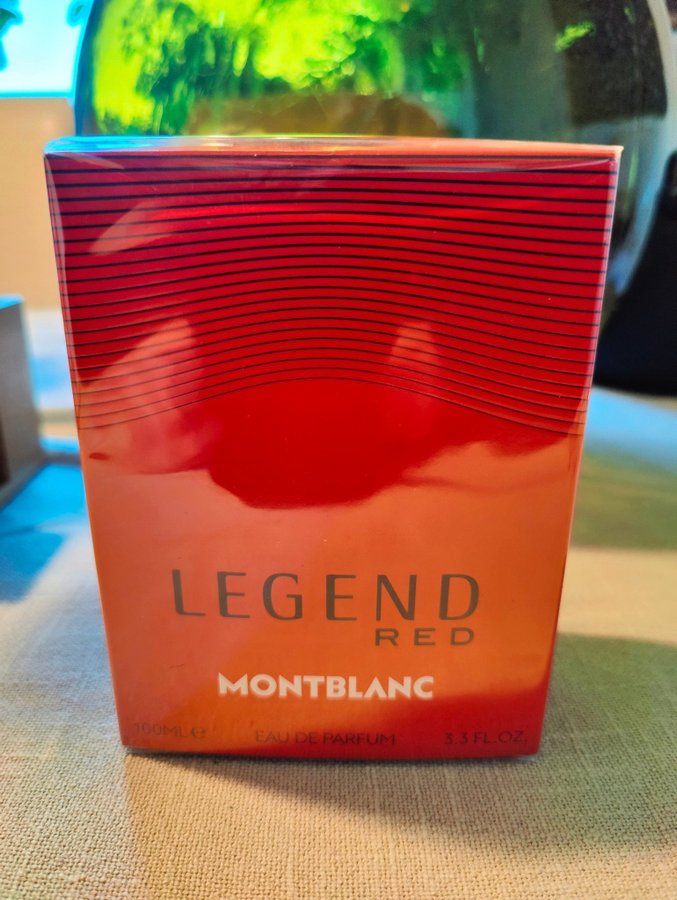 LEGEND
RED
MONTBLANC
100ML ℮ EAU DE PARFUM 3.3 FL.OZ.